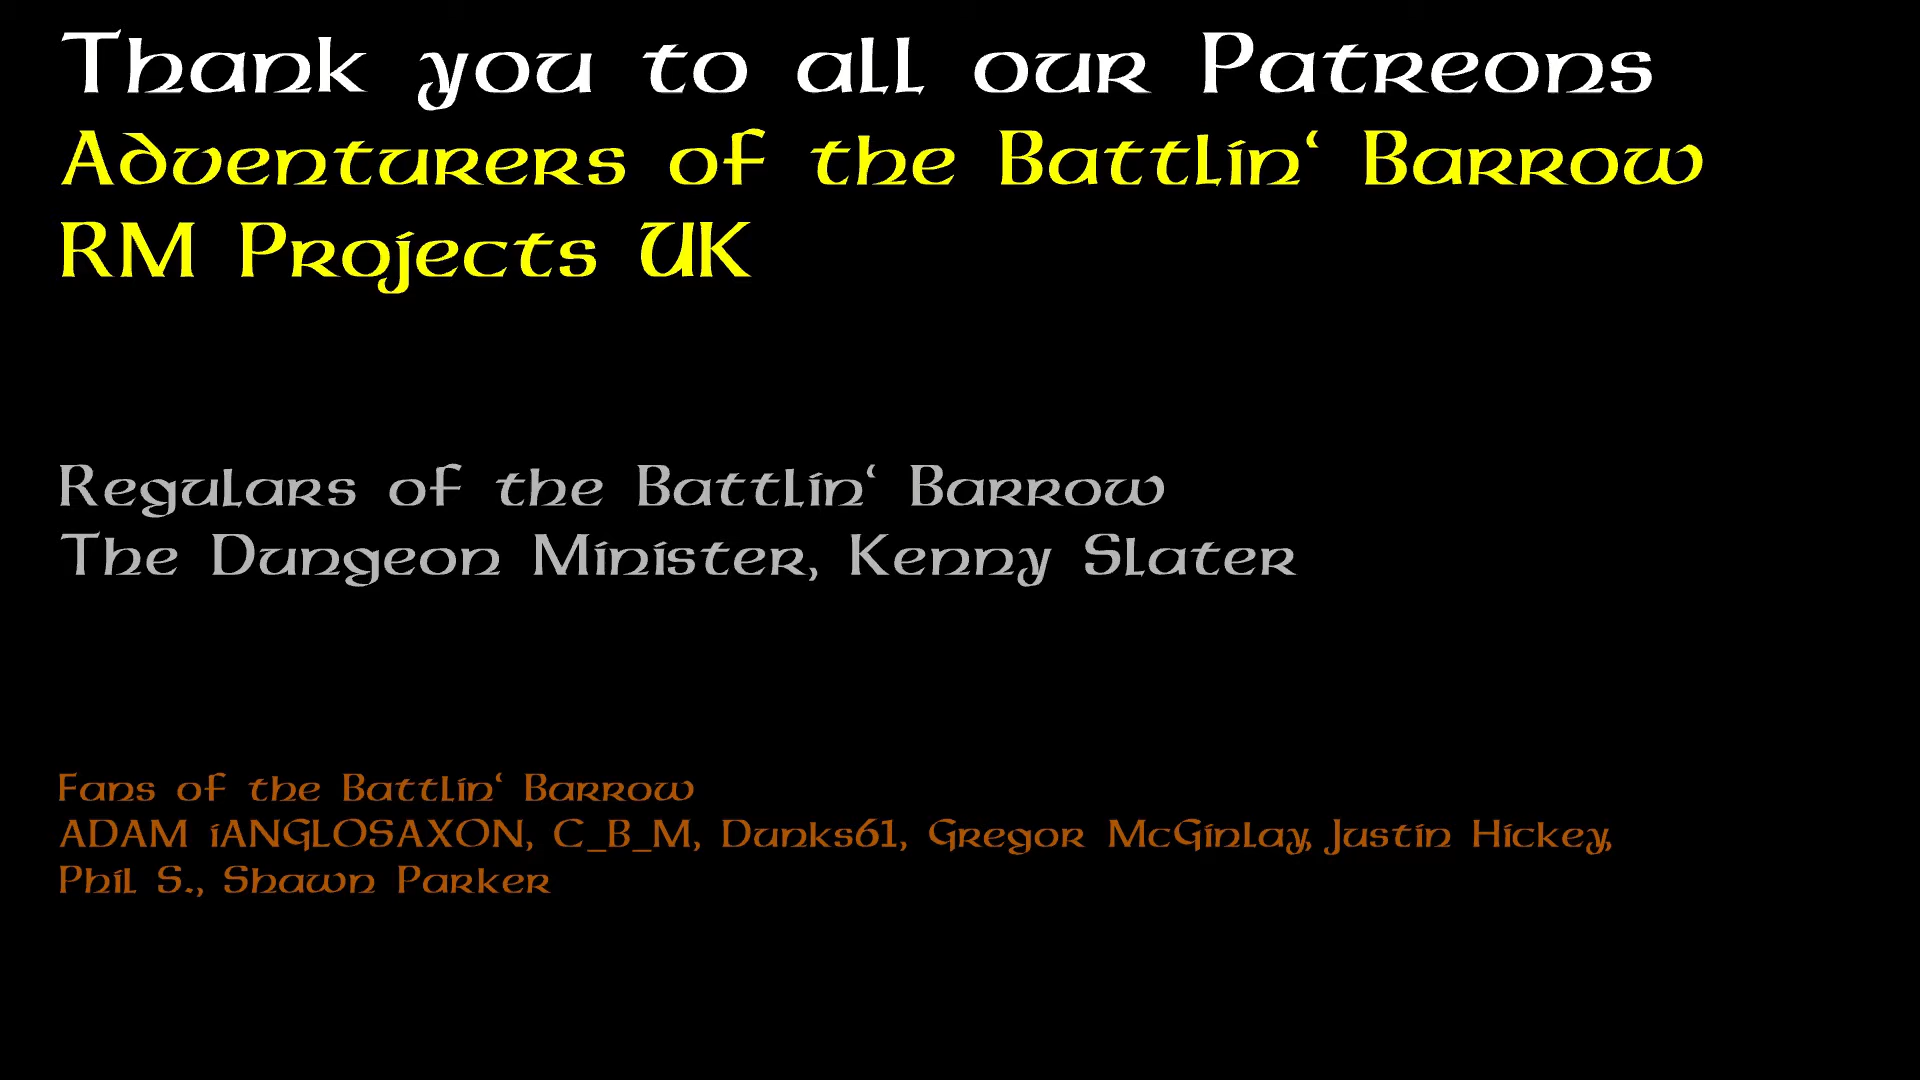 Thank you to all our Patreons
Adventurers of the Battlin‘ Barrow
RM Projects UK
Regulars of the Battlin‘ Barrow
The Dungeon Minister, Kenny Slater
Fans of the Battlin‘ Barrow
ADAM iANGLOSAXON, C_B_M, Dunks61, Gregor McGinlay, Justin Hickey,
Phil S., Shawn Parker